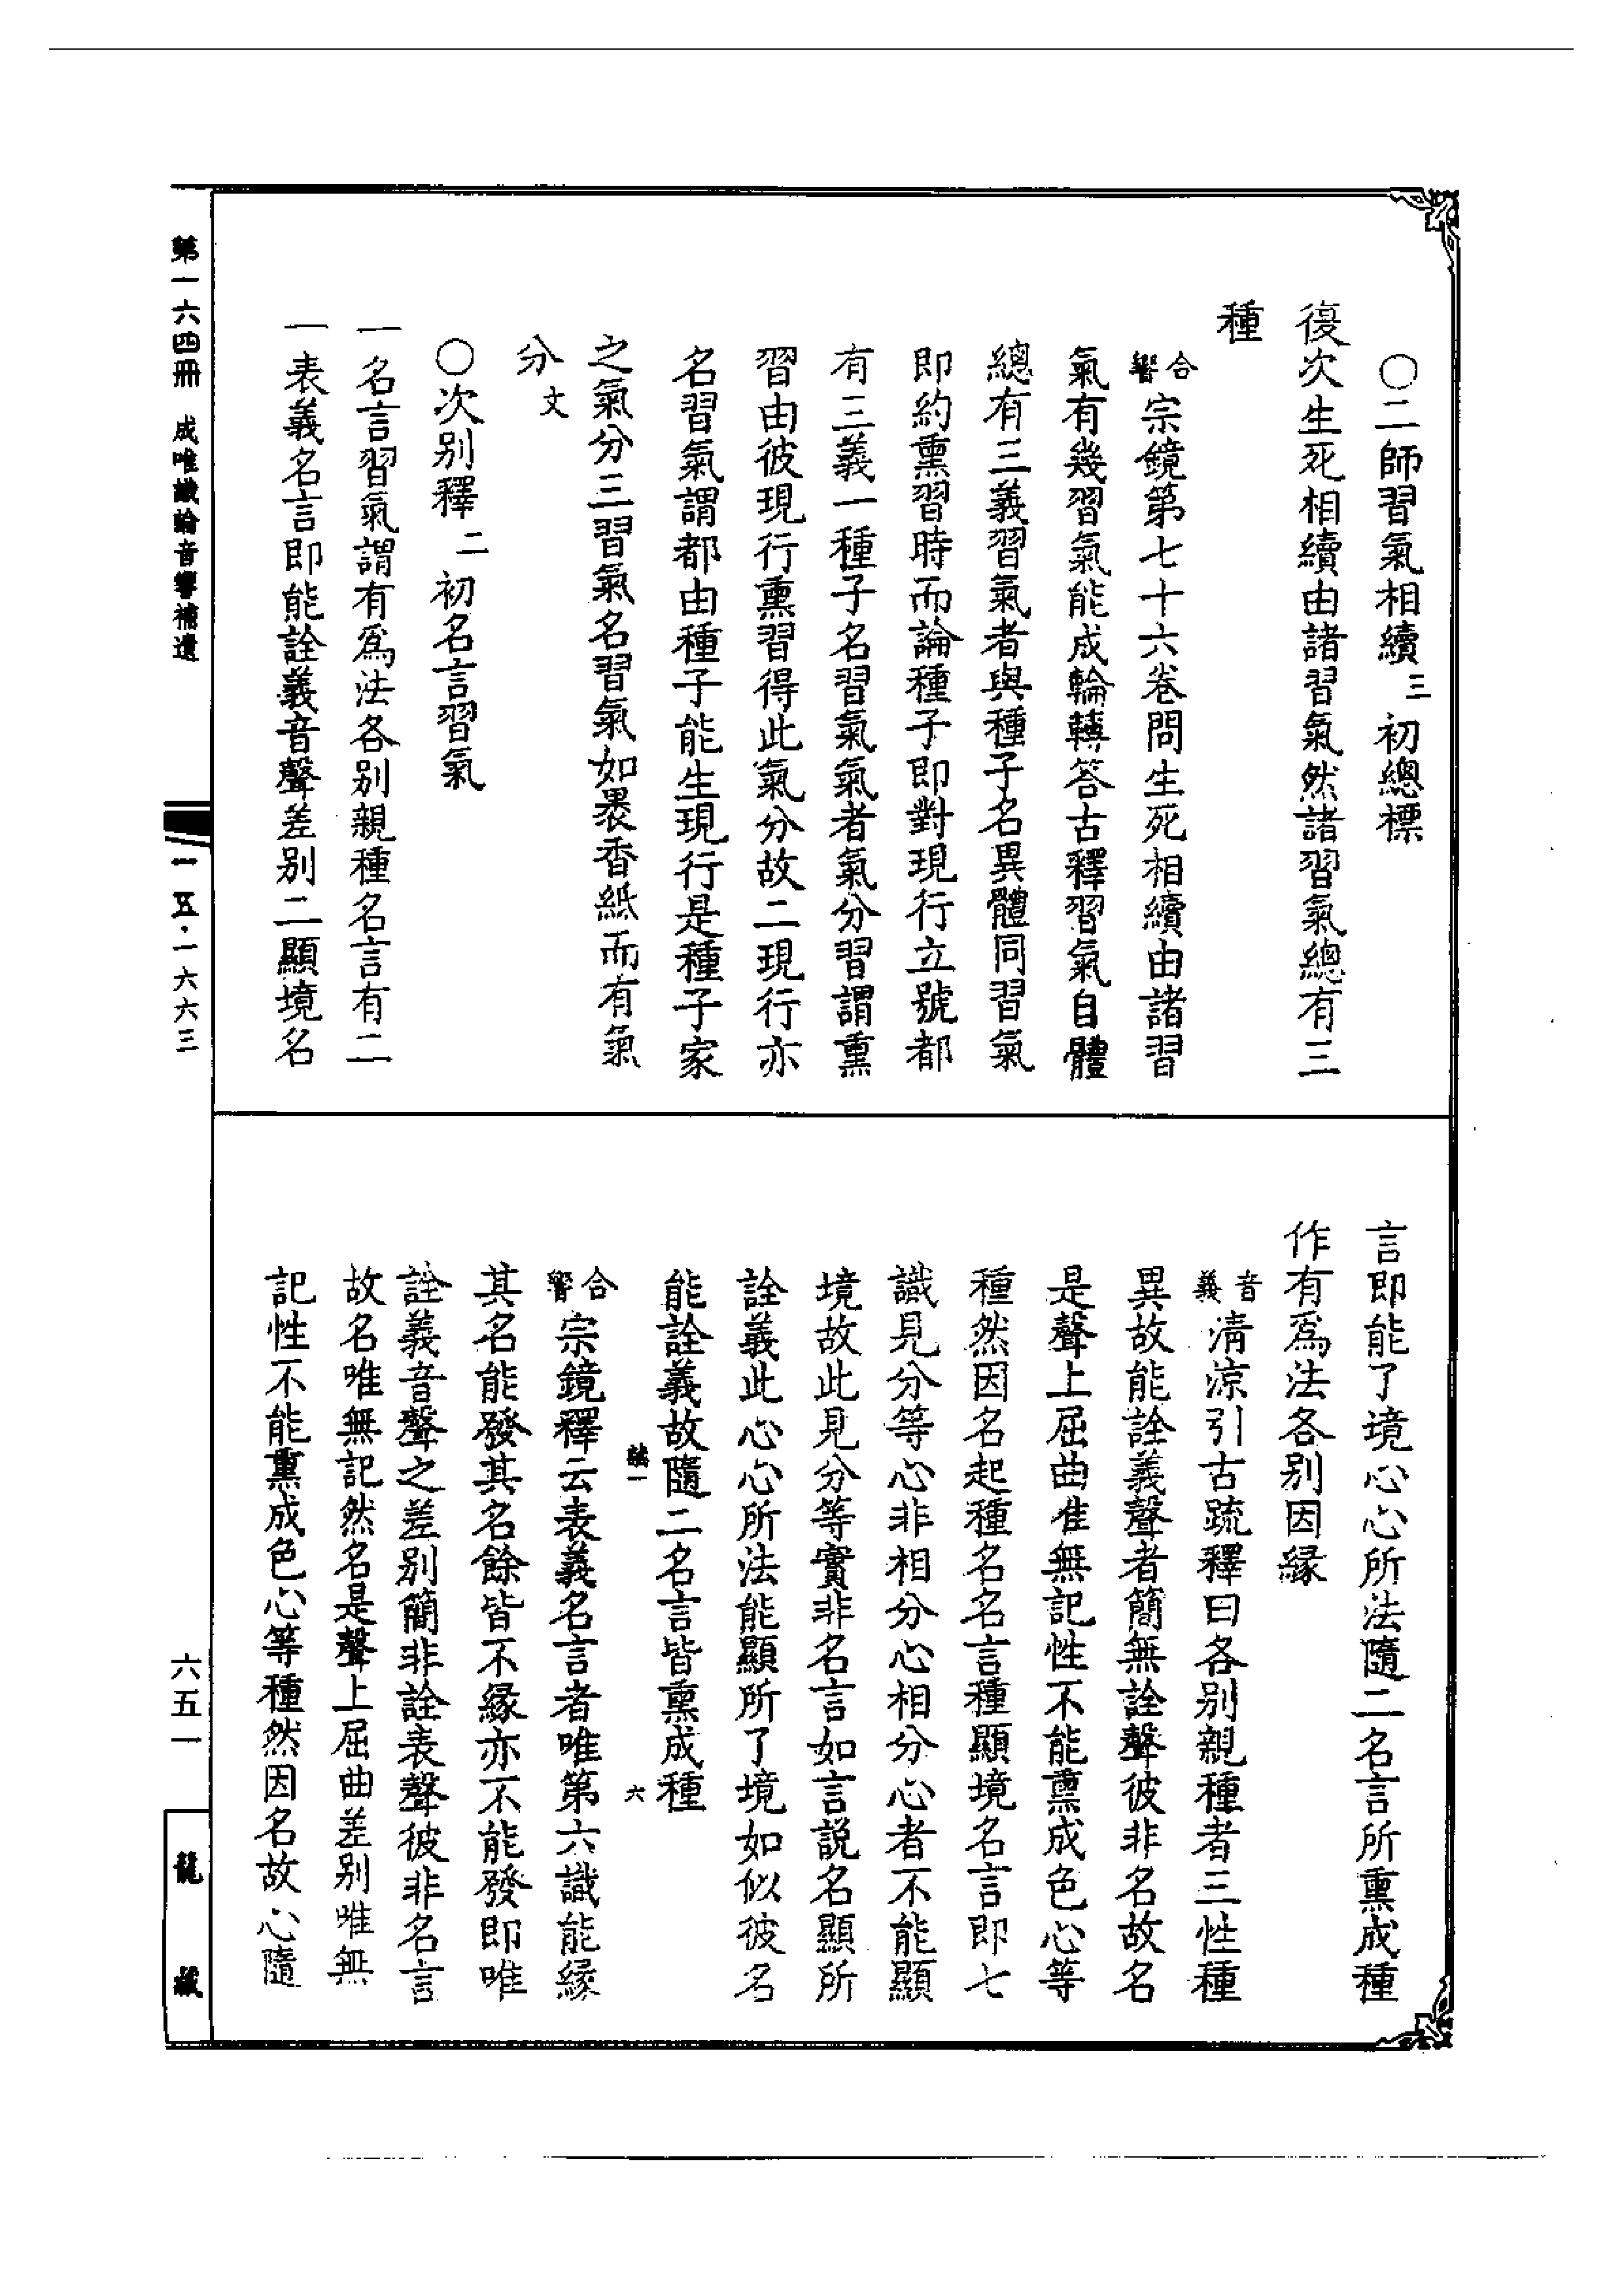 ○二師習氣相續三初總標
復次生死相續由諸習氣然諸習氣總有三
種
合響宗鏡第七十六卷問生死相續由諸習
氣有幾習氣能成輪轉答古釋習氣自體
總有三義習氣者與種子名異體同習氣
即約熏習時而論種子即對現行立號都
有三義一種子名習氣氣者氣分習謂熏
習由彼現行熏習得此氣分故二現行亦
名習氣謂都由種子能生現行是種子家
之氣分三習氣名習氣如褁香紙而有氣
分文
○次別釋二初名言習氣
一名言習氣謂有為法各別親種名言有二
一表義名言即能詮義音聲差別二顯境名
言即能了境心心所法隨二名言所熏成種
作有為法各別因緣
音義清涼引古疏釋曰各別親種者三性種
異故能詮義聲者簡無詮聲彼非名故名
是聲上屈曲唯無記性不能熏成色心等
種然因名起種名名言種顯境名言即七
識見分等心非相分心相分心者不能顯
境故此見分等實非名言如言說名顯所
詮義此心心所法能顯所了境如似彼名
能詮義故隨二名言皆熏成種
六
合響宗鏡釋云表義名言者唯第六識能緣
其名能發其名餘皆不緣亦不能發即唯
詮義音聲之差別簡非詮表聲彼非名言
故名唯無記然名是聲上屈曲差別唯無
記性不能熏成色心等種然因名故心隨
第一六四冊 成唯識論音響補遺
一五·一六六三
六五一
龍藏